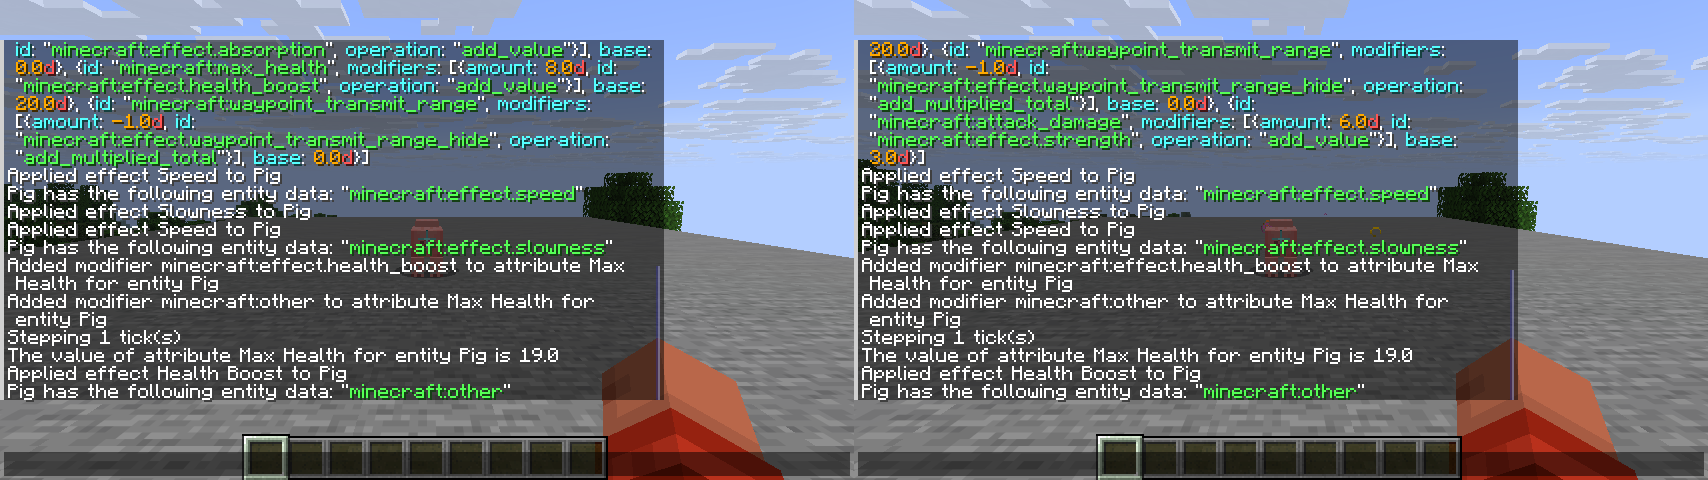 id: "minecraft:effect.absorption", operation: "add_value"}], base:
0.0d}, {id: "minecraft:max_health", modifiers: [{amount: 8.0d, id:
"minecraft:effect.health_boost", operation: "add_value"}], base:
20.0d}, {id: "minecraft:waypoint_transmit_range", modifiers:
[{amount: -1.0d, id:
"minecraft:effect.waypoint_transmit_range_hide", operation:
"add_multiplied_total"}], base: 0.0d}]
Applied effect Speed to Pig
Pig has the following entity data: "minecraft:effect.speed"
Applied effect Slowness to Pig
Applied effect Speed to Pig
Pig has the following entity data: "minecraft:effect.slowness"
Added modifier minecraft:effect.health_boost to attribute Max
Health for entity Pig
Added modifier minecraft:other to attribute Max Health for
entity Pig
Stepping 1 tick(s)
The value of attribute Max Health for entity Pig is 19.0
Applied effect Health Boost to Pig
Pig has the following entity data: "minecraft:other"
20.0d}, {id: "minecraft:waypoint_transmit_range", modifiers:
[{amount: -1.0d, id:
"minecraft:effect.waypoint_transmit_range_hide", operation:
"add_multiplied_total"}], base: 0.0d}, {id:
"minecraft:attack_damage", modifiers: [{amount: 6.0d, id:
"minecraft:effect.strength", operation: "add_value"}], base:
3.0d}]
Applied effect Speed to Pig
Pig has the following entity data: "minecraft:effect.speed"
Applied effect Slowness to Pig
Applied effect Speed to Pig
Pig has the following entity data: "minecraft:effect.slowness"
Added modifier minecraft:effect.health_boost to attribute Max
Health for entity Pig
Added modifier minecraft:other to attribute Max Health for
entity Pig
Stepping 1 tick(s)
The value of attribute Max Health for entity Pig is 19.0
Applied effect Health Boost to Pig
Pig has the following entity data: "minecraft:other"